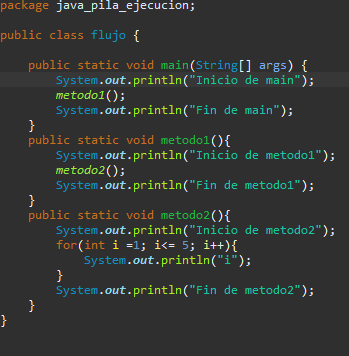 package java_pila_ejecucion;
public class flujo {
public static void main(String[] args) {
System.out.println("Inicio de main");
metodo1();
System.out.println("Fin de main");
}
public static void metodo1(){
System.out.println("Inicio de metodo1");
metodo2();
System.out.println("Fin de metodo1");
}
public static void metodo2(){
System.out.println("Inicio de metodo2");
for(int i =1; i<= 5; i++){
System.out.println("i");
}
System.out.println("Fin de metodo2");
}
}